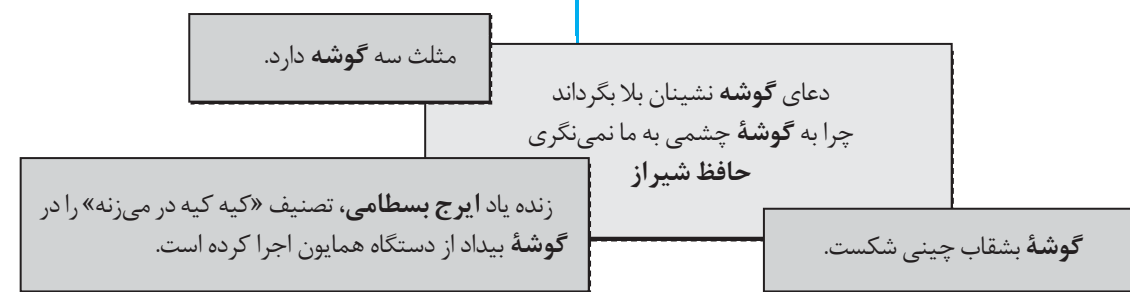 مثلث سه گوشه دارد.
دعای گوشه نشینان بلا بگرداند
چرا به گوشهٔ چشمی به ما نمی‌نگری
حافظ شیراز
زنده یاد ایرج بسطامی، تصنیف «کیه کیه در می‌زنه» را در
گوشهٔ بیداد از دستگاه همایون اجرا کرده است.
گوشهٔ بشقاب چینی شکست.